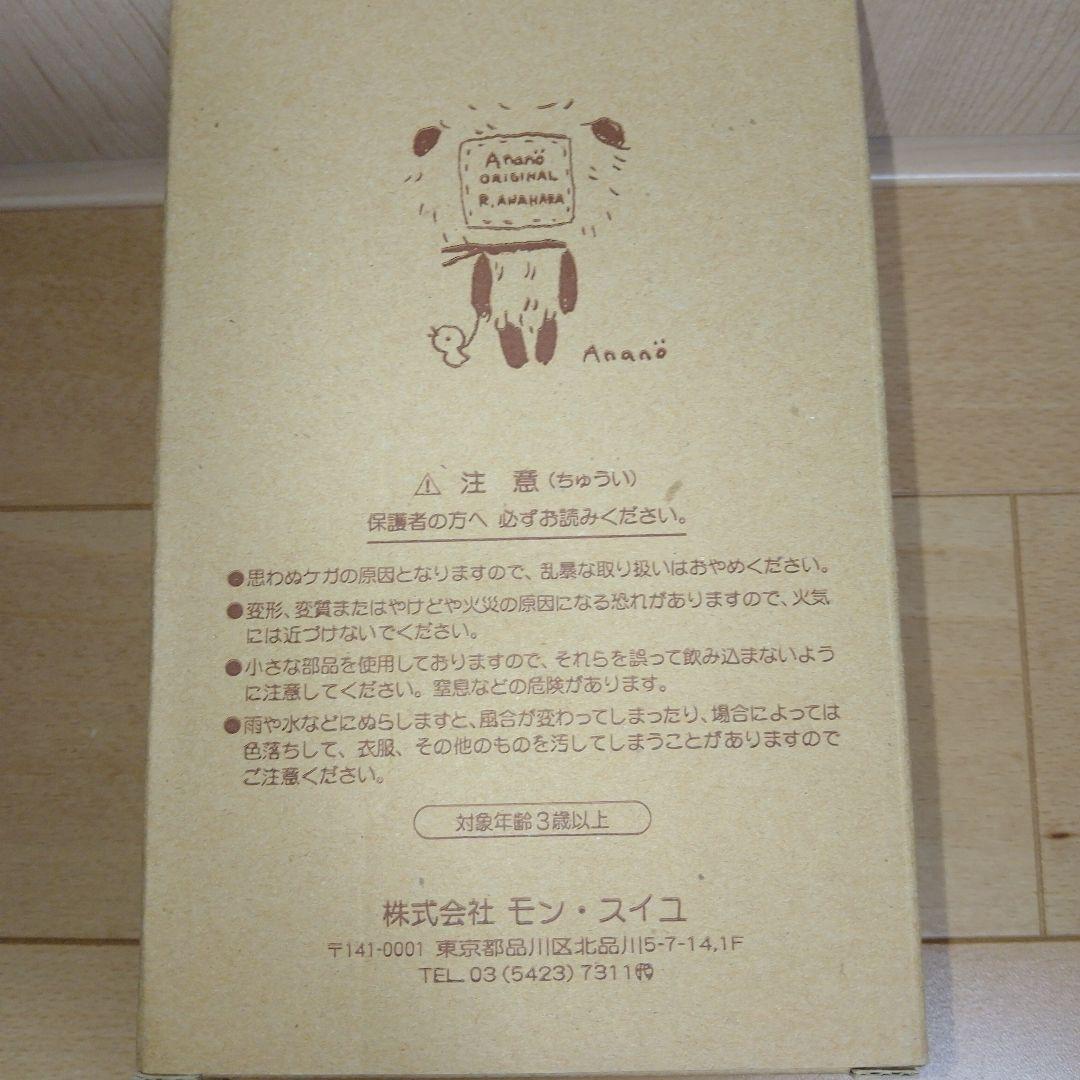 Ananö
ORIGINAL
R.AWAHARA
Ananö
注 意(ちゅうい)
保護者の方へ 必ずお読みください。
●思わぬケガの原因となりますので、乱暴な取り扱いはおやめください。
●変形、変質またはやけどや火災の原因になる恐れがありますので、火気
には近づけないでください。
●小さな部品を使用しておりますので、それらを誤って飲み込まないよう
に注意してください。窒息などの危険があります。
●雨や水などにぬらしますと、風合が変わってしまったり、場合によっては
色落ちして、衣服、その他のものを汚してしまうことがありますので
ご注意ください。
対象年齢3歳以上
株式会社 モン・スイユ
〒141-0001 東京都品川区北品川5-7-14,1F
TEL.03(5423)7311㈹